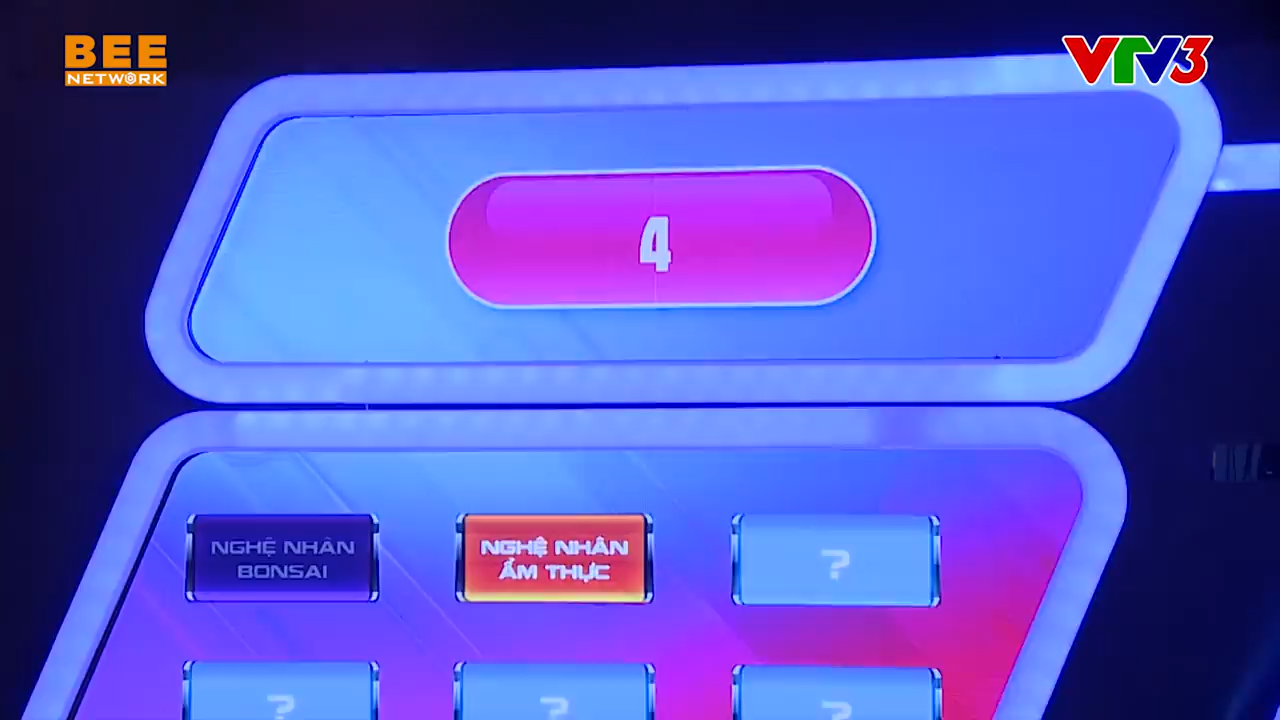 BEE
NETWORK
VTV3
4
NGHỆ NHÂN
BONSAI
NGHỆ NHÂN
ẨM THỰC
?
?
?
?